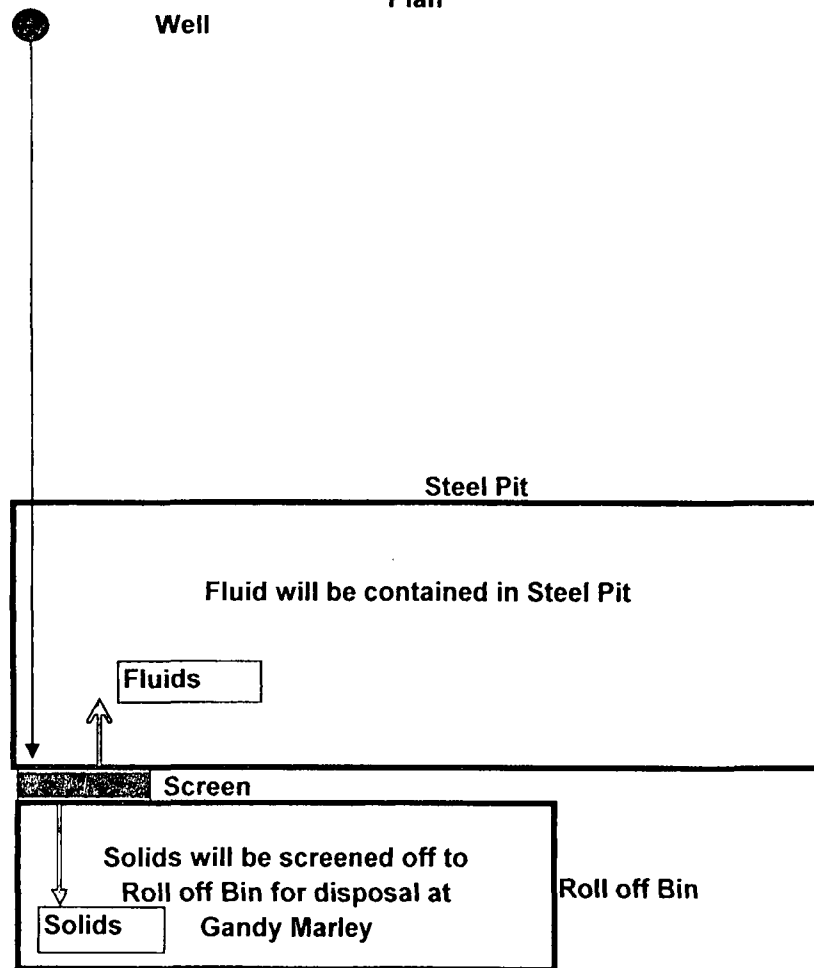 Plan
Well
Steel Pit
Fluid will be contained in Steel Pit
Fluids
Screen
Solids will be screened off to
Roll off Bin for disposal at
Gandy Marley
Roll off Bin
Solids